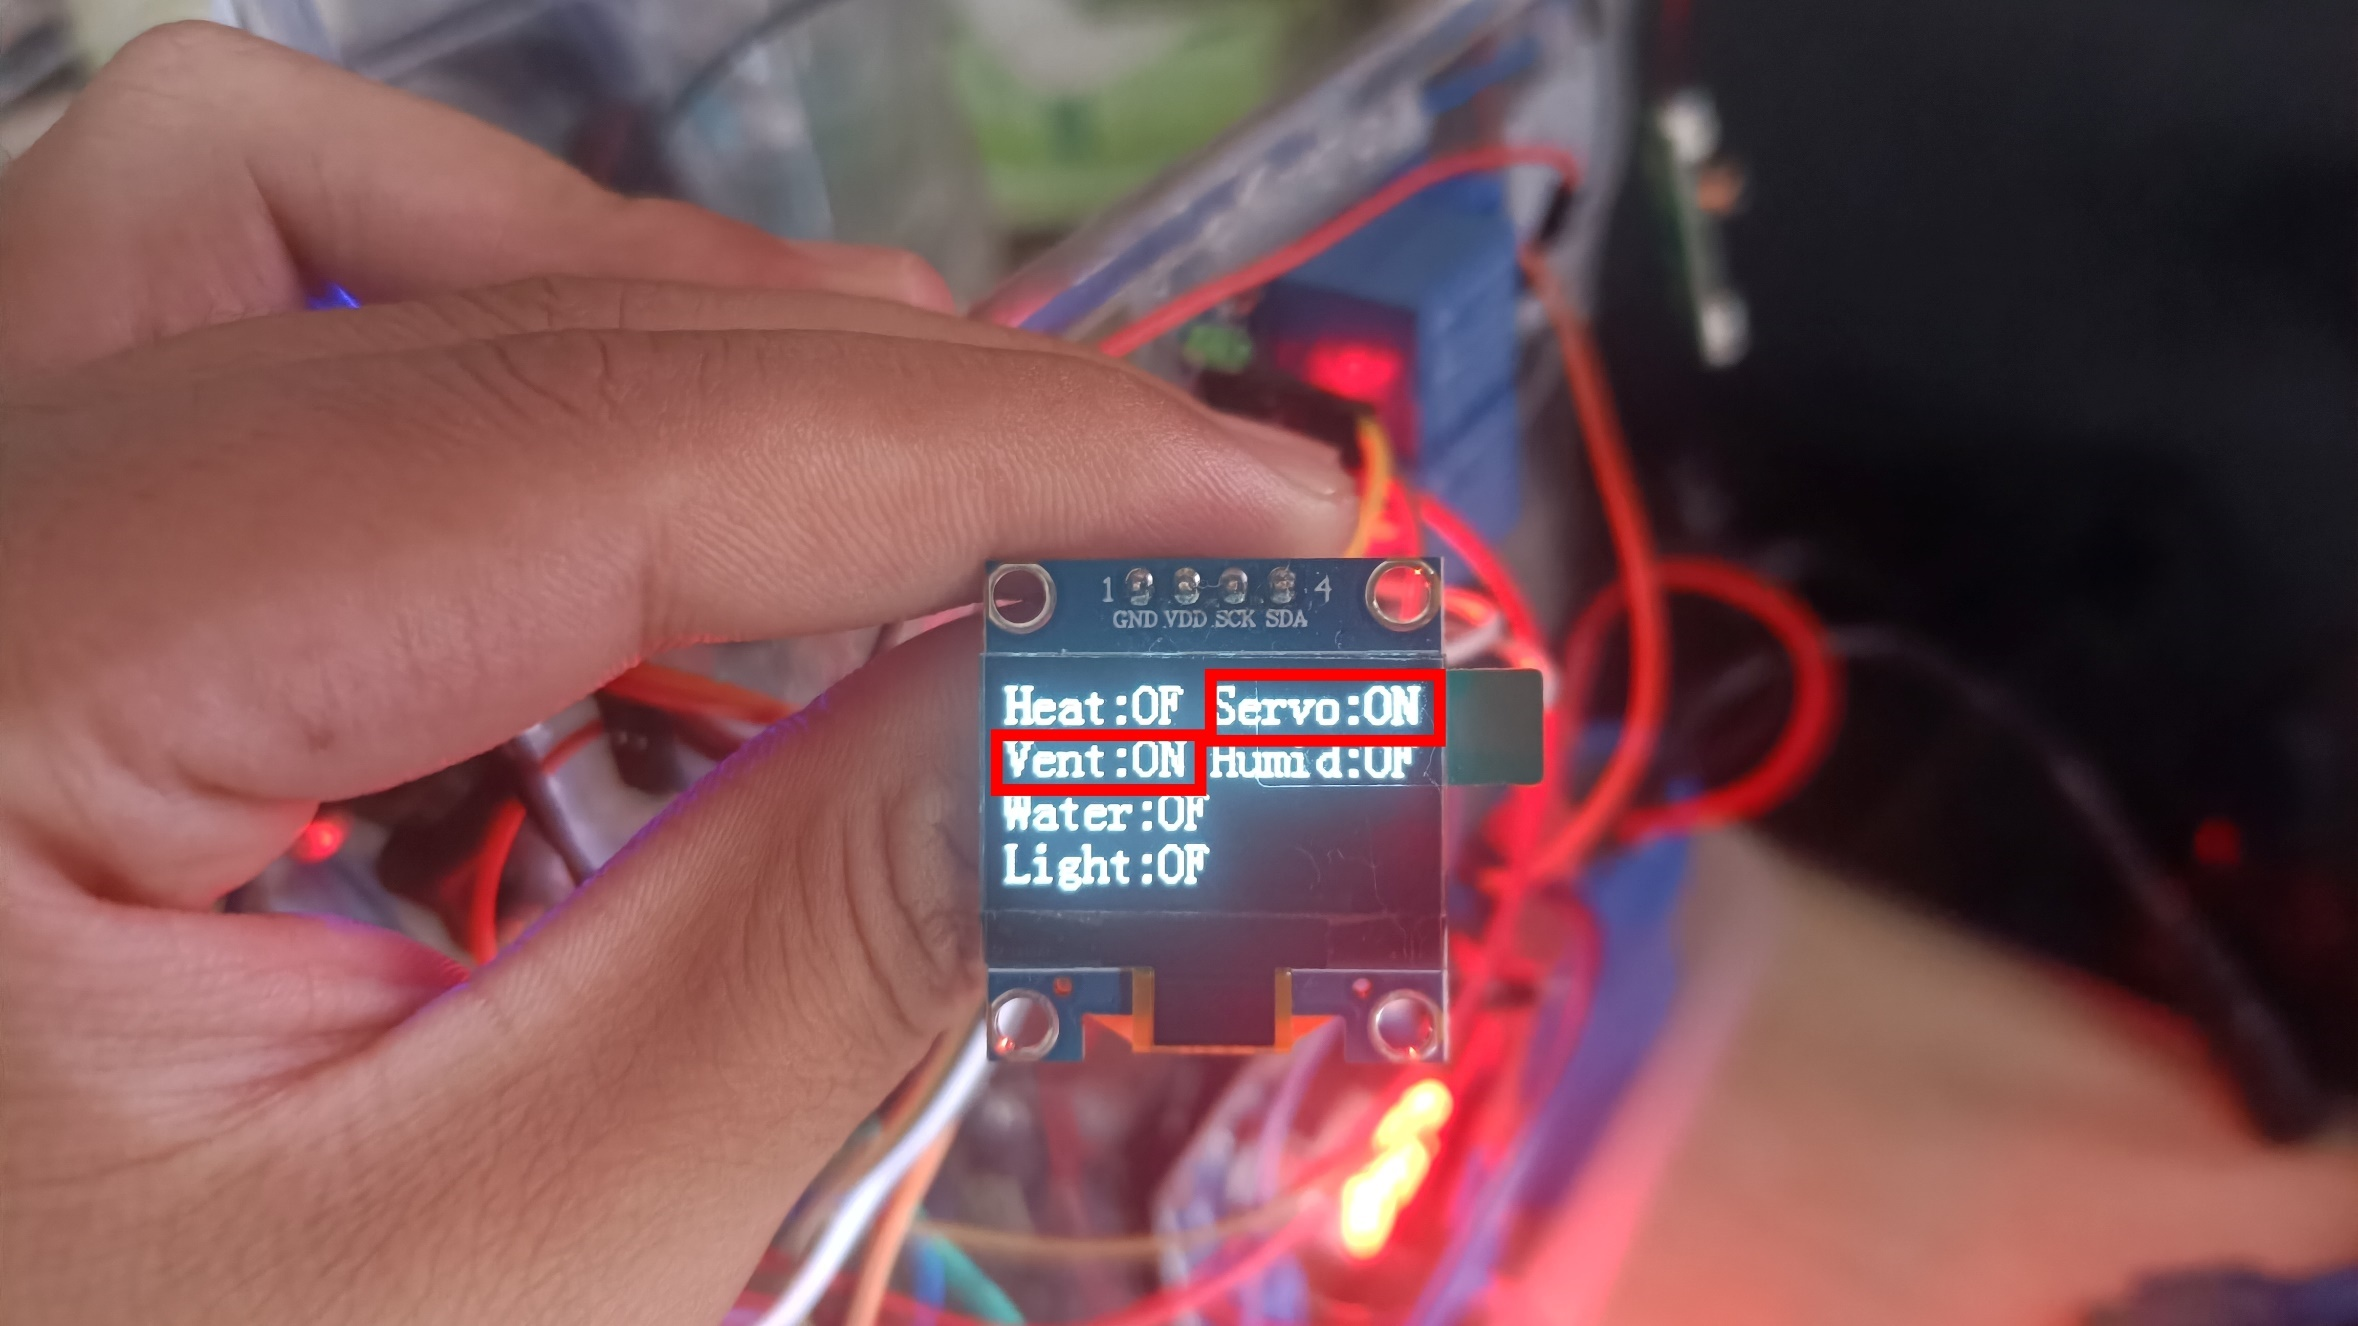 1 4
GND VDD SCK SDA
Heat:OF Servo:ON
Vent:ON Humid:OF
Water:OF
Light:OF